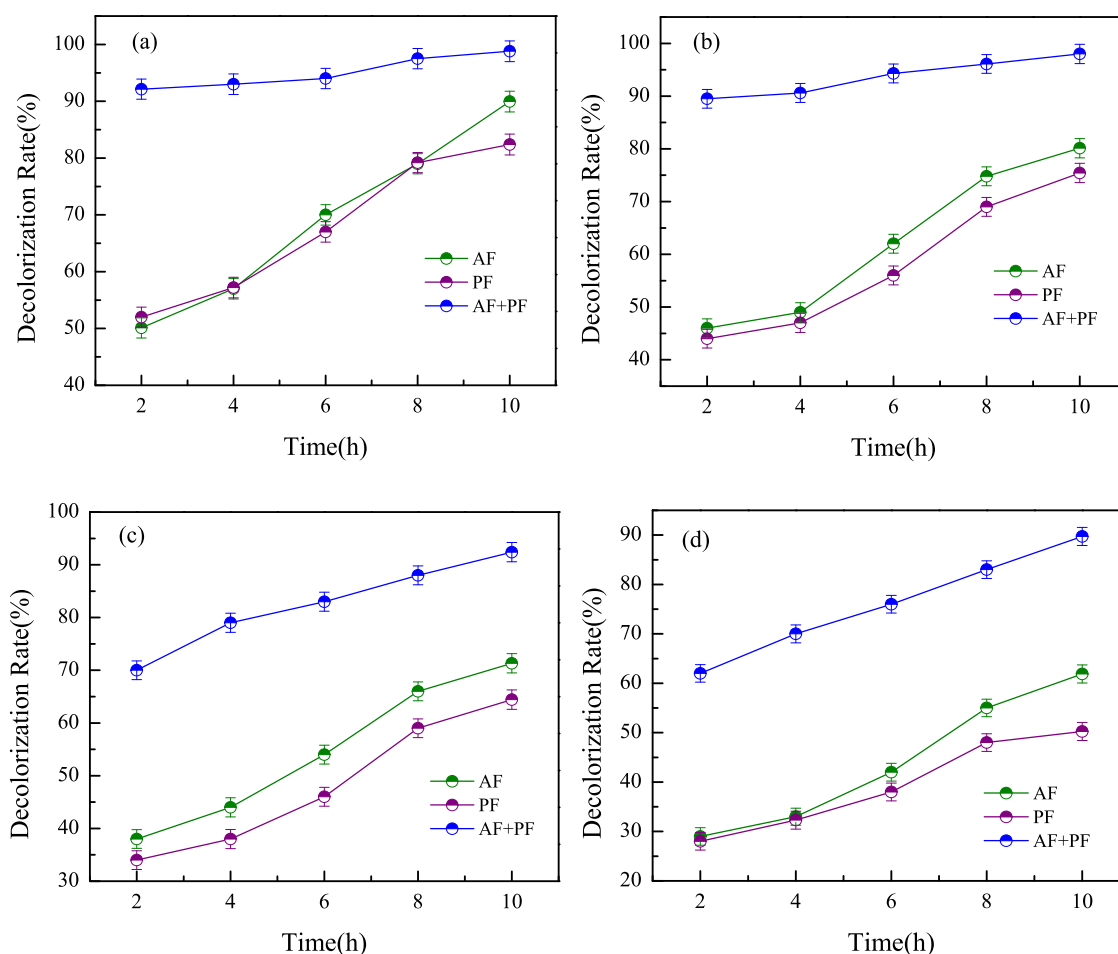 (a)
Decolorization Rate(%)
100
90
80
70
60
50
40
AF
PF
AF+PF
2 4 6 8 10
Time(h)
(b)
Decolorization Rate(%)
100
90
80
70
60
50
40
AF
PF
AF+PF
2 4 6 8 10
Time(h)
(c)
Decolorization Rate(%)
100
90
80
70
60
50
40
30
AF
PF
AF+PF
2 4 6 8 10
Time(h)
(d)
Decolorization Rate(%)
90
80
70
60
50
40
30
20
AF
PF
AF+PF
2 4 6 8 10
Time(h)